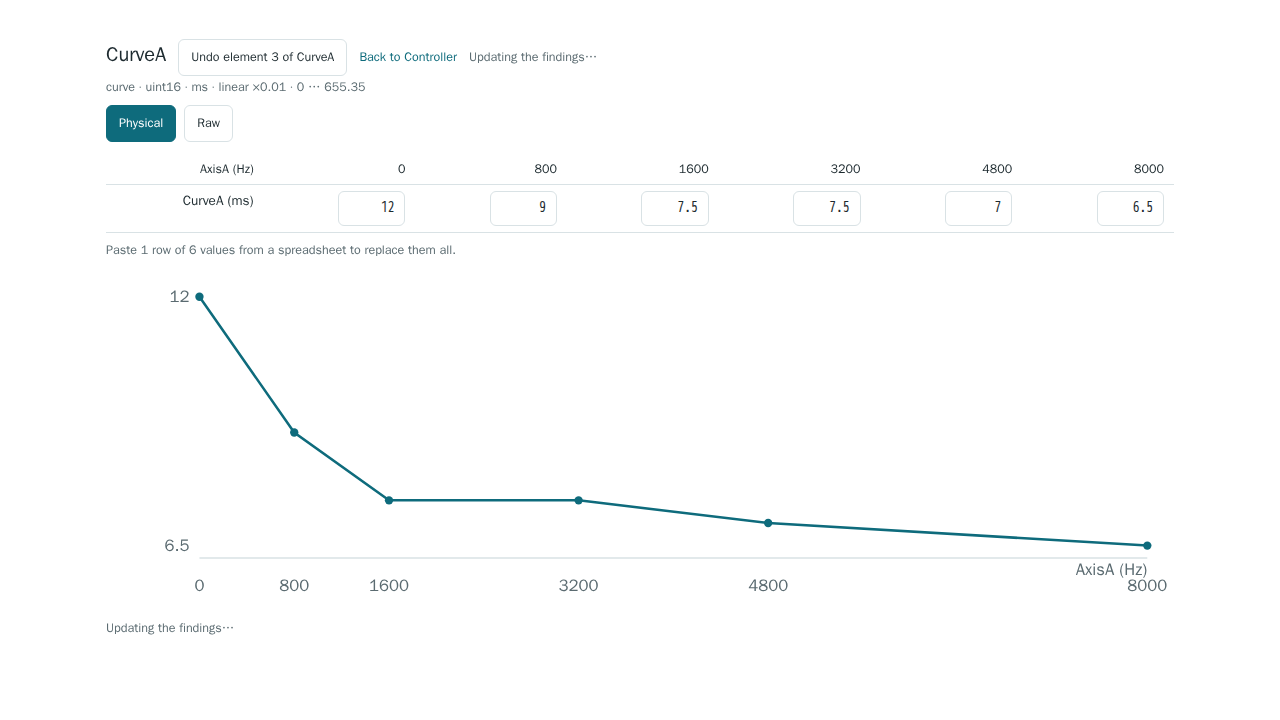 CurveA Undo element 3 of CurveA Back to Controller Updating the findings⋯
curve · uint16 · ms · linear ×0.01 · 0 ⋯ 655.35
Physical Raw
AxisA (Hz) 0 800 1600 3200 4800 8000
CurveA (ms) 12 9 7.5 7.5 7 6.5
Paste 1 row of 6 values from a spreadsheet to replace them all.
12
6.5
AxisA (Hz)
0 800 1600 3200 4800 8000
Updating the findings⋯